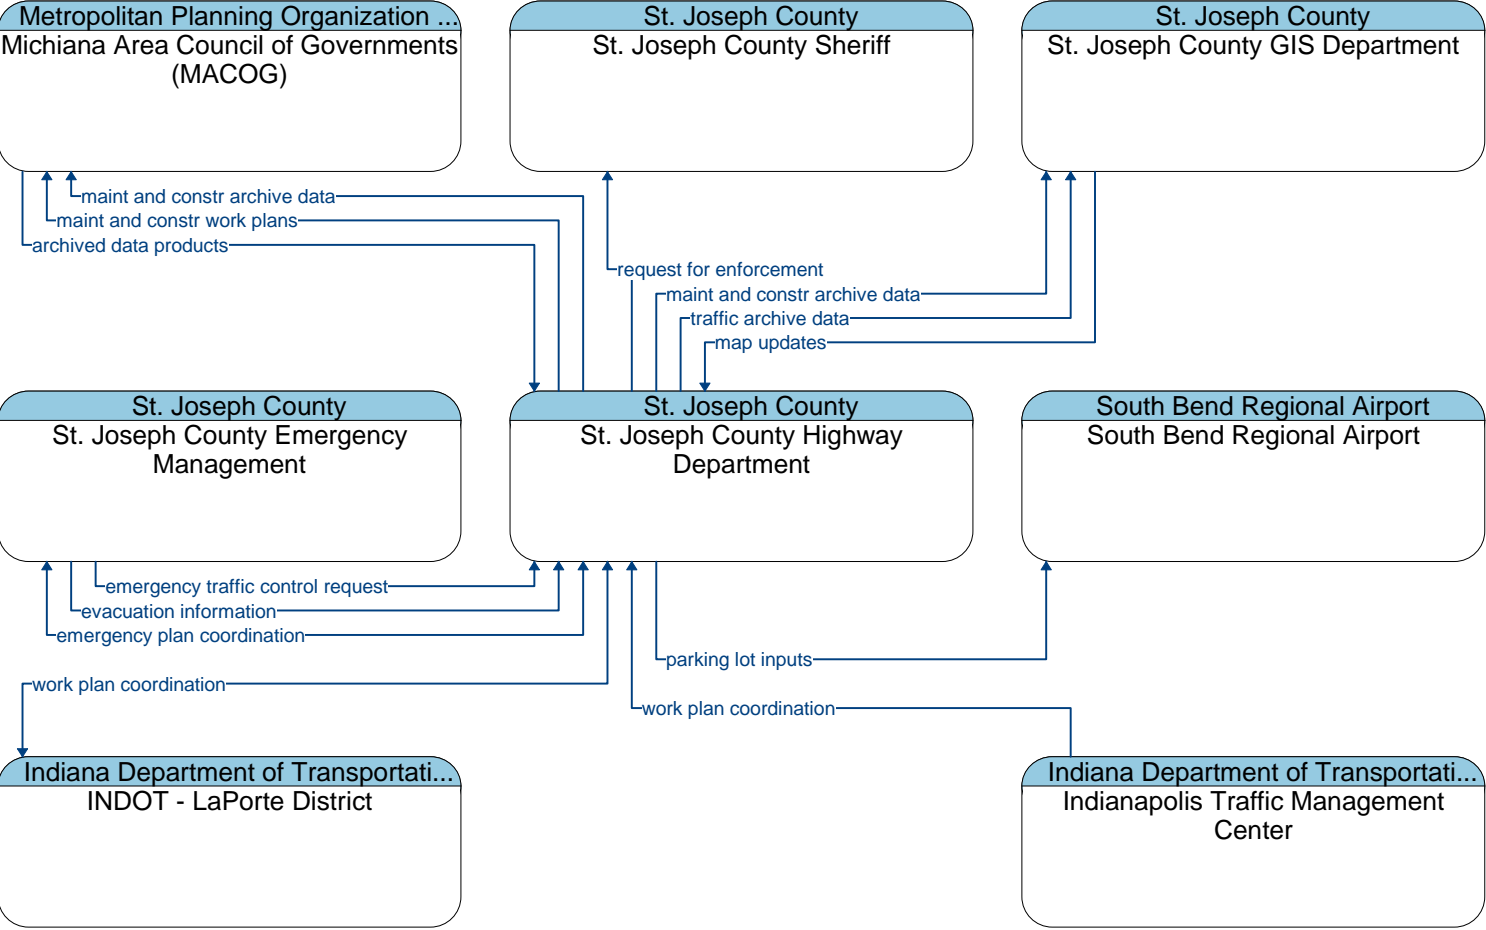 Metropolitan Planning Organization ...
Michiana Area Council of Governments
(MACOG)
St. Joseph County
St. Joseph County Sheriff
St. Joseph County
St. Joseph County GIS Department
maint and constr archive data
maint and constr work plans
archived data products
request for enforcement
maint and constr archive data
traffic archive data
map updates
St. Joseph County
St. Joseph County Emergency
Management
St. Joseph County
St. Joseph County Highway
Department
South Bend Regional Airport
South Bend Regional Airport
emergency traffic control request
evacuation information
emergency plan coordination
parking lot inputs
work plan coordination
work plan coordination
Indiana Department of Transportati...
INDOT - LaPorte District
Indiana Department of Transportati...
Indianapolis Traffic Management
Center